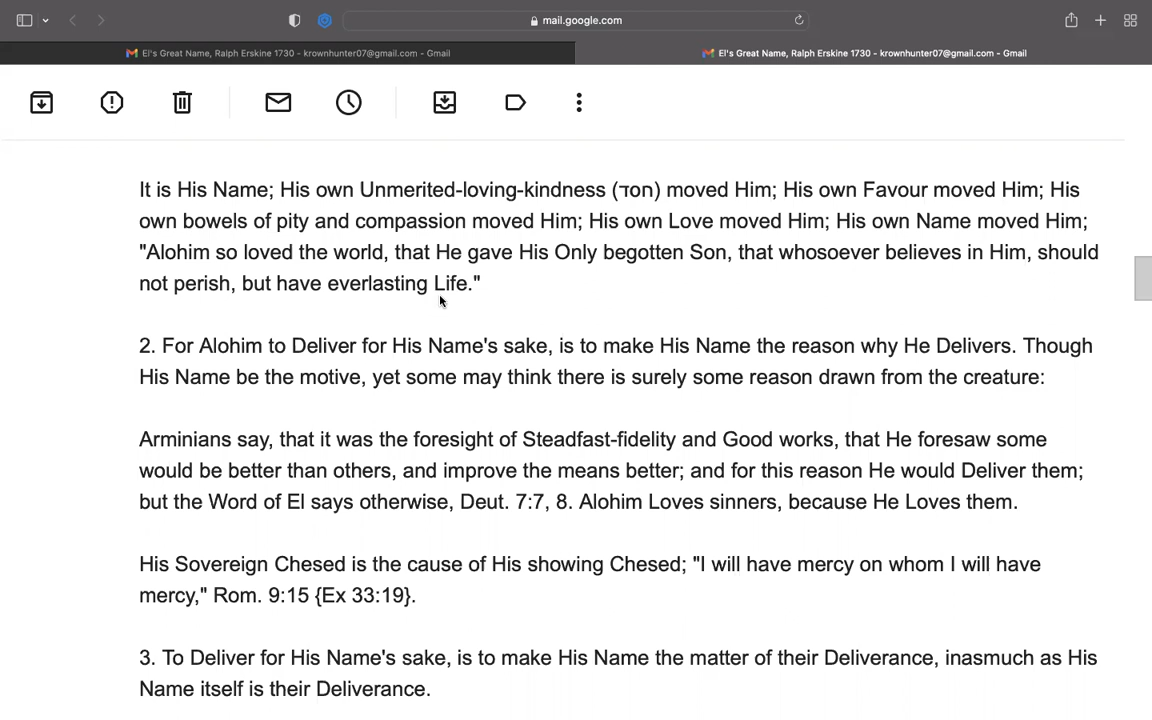 mail.google.com
El's Great Name, Ralph Erskine 1730 - krownhunter07@gmail.com - Gmail
El's Great Name, Ralph Erskine 1730 - krownhunter07@gmail.com - Gmail
It is His Name; His own Unmerited-loving-kindness (חסד) moved Him; His own Favour moved Him; His
own bowels of pity and compassion moved Him; His own Love moved Him; His own Name moved Him;
"Alohim so loved the world, that He gave His Only begotten Son, that whosoever believes in Him, should
not perish, but have everlasting Life."
2. For Alohim to Deliver for His Name's sake, is to make His Name the reason why He Delivers. Though
His Name be the motive, yet some may think there is surely some reason drawn from the creature:
Arminians say, that it was the foresight of Steadfast-fidelity and Good works, that He foresaw some
would be better than others, and improve the means better; and for this reason He would Deliver them;
but the Word of El says otherwise, Deut. 7:7, 8. Alohim Loves sinners, because He Loves them.
His Sovereign Chesed is the cause of His showing Chesed; "I will have mercy on whom I will have
mercy," Rom. 9:15 {Ex 33:19}.
3. To Deliver for His Name's sake, is to make His Name the matter of their Deliverance, inasmuch as His
Name itself is their Deliverance.